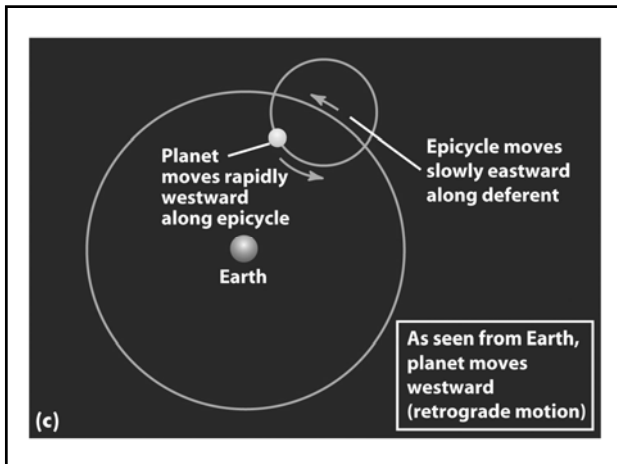 Planet
moves rapidly
westward
along epicycle
Epicycle moves
slowly eastward
along deferent
Earth
As seen from Earth,
planet moves
westward
(retrograde motion)
(c)